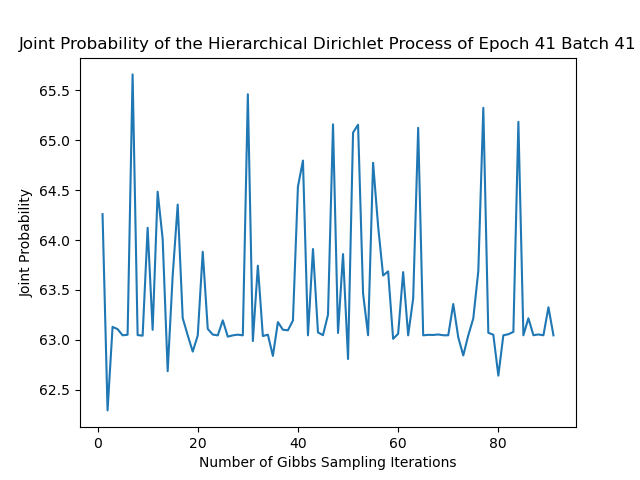 Joint Probability of the Hierarchical Dirichlet Process of Epoch 41 Batch 41
65.5
65.0
64.5
64.0
63.5
63.0
62.5
Joint Probability
0 20 40 60 80
Number of Gibbs Sampling Iterations